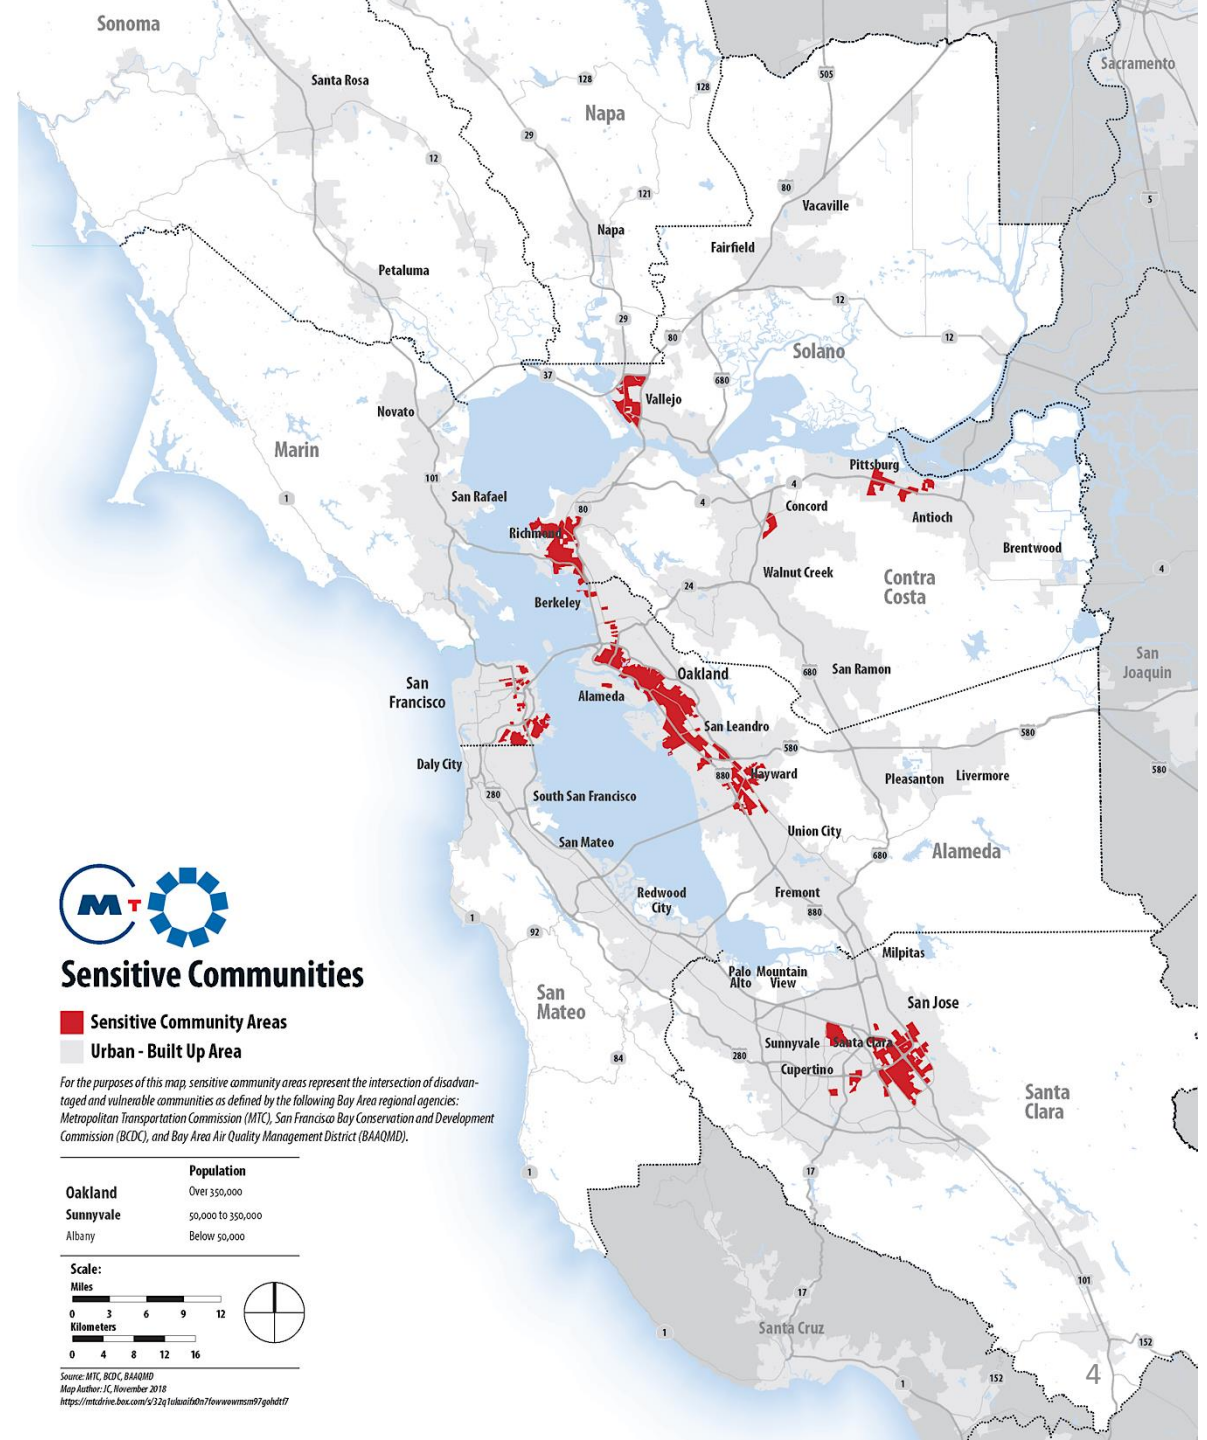 Sonoma
Sacramento
Santa Rosa
505
128
128
Napa
29
12
80
121
5
Vacaville
Napa
Fairfield
Petaluma
12
29
80
12
Solano
37
680
Vallejo
Novato
Marin
Pittsburg
101
4
San Rafael
1
4
Concord
80
Antioch
Richmond
Brentwood
4
Walnut Creek
Contra
Costa
24
Berkeley
San
Joaquin
San Ramon
680
Oakland
San
Francisco
Alameda
San Leandro
580
580
Daly City
580
880
Hayward
Pleasanton
Livermore
280
South San Francisco
Union City
San Mateo
Alameda
680
Redwood
City
Fremont
880
1
92
Milpitas
Palo
Alto
Mountain
View
San
Mateo
San Jose
Sunnyvale
Santa Clara
280
84
Cupertino
Santa
Clara
1
17
101
17
Santa Cruz
1
152
4
152
1
M T
Sensitive Communities
Sensitive Community Areas
Urban - Built Up Area
For the purposes of this map, sensitive community areas represent the intersection of disadvan-
taged and vulnerable communities as defined by the following Bay Area regional agencies:
Metropolitan Transportation Commission (MTC), San Francisco Bay Conservation and Development
Commission (BCDC), and Bay Area Air Quality Management District (BAAQMD).
Population
Oakland Over 350,000
Sunnyvale 50,000 to 350,000
Albany Below 50,000
Scale:
Miles
0 3 6 9 12
Kilometers
0 4 8 12 16
Source: MTC, BCDC, BAAQMD
Map Author: JC, November 2018